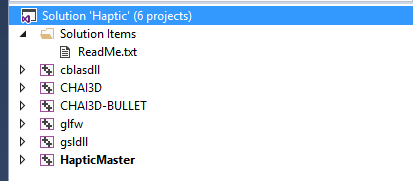 Solution 'Haptic' (6 projects)
Solution Items
ReadMe.txt
cblasdll
CHAI3D
CHAI3D-BULLET
glfw
gsldll
HapticMaster